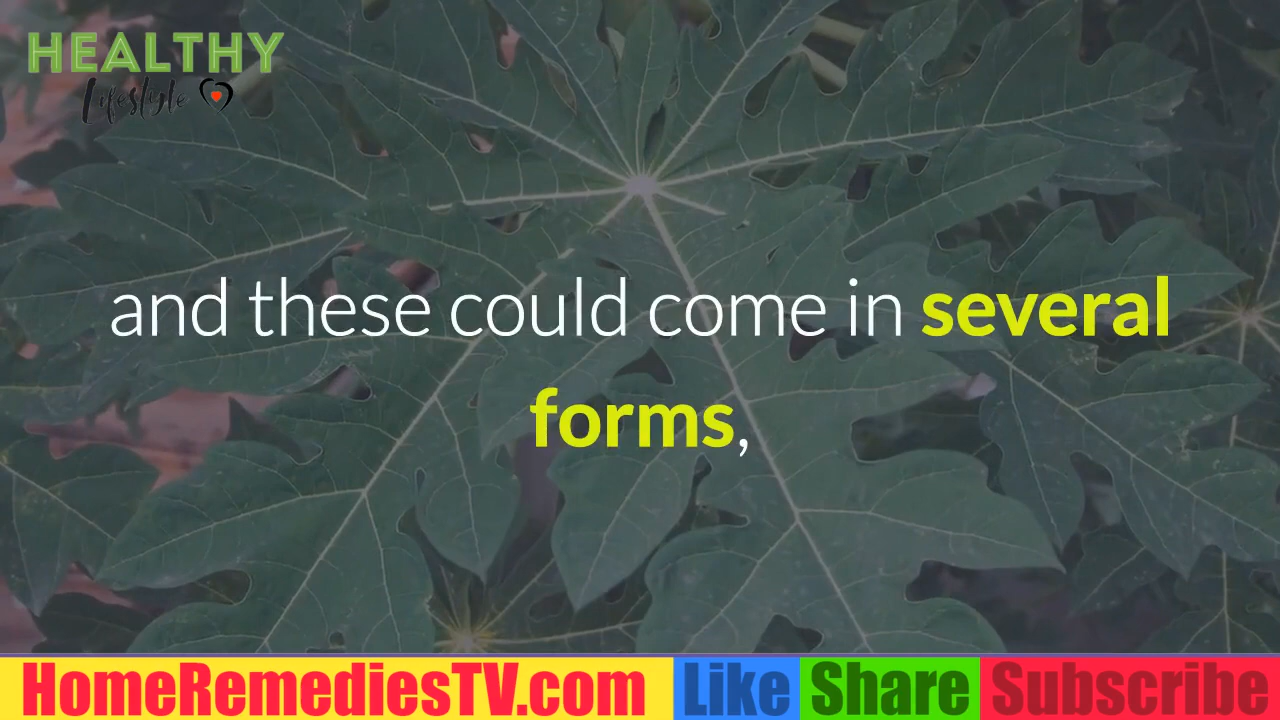 HEALTHY
Lifestyle
and these could come in several
forms,
HomeRemediesTV.com Like Share Subscribe